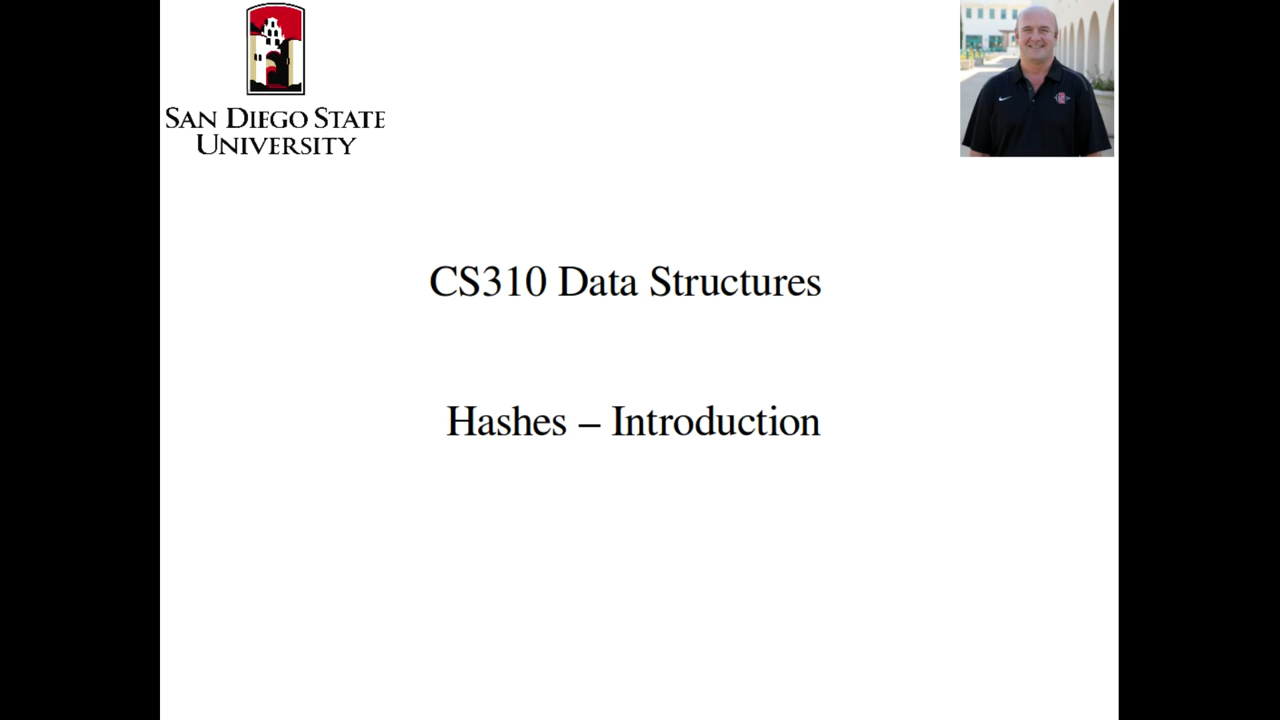 SAN DIEGO STATE
UNIVERSITY
CS310 Data Structures
Hashes – Introduction